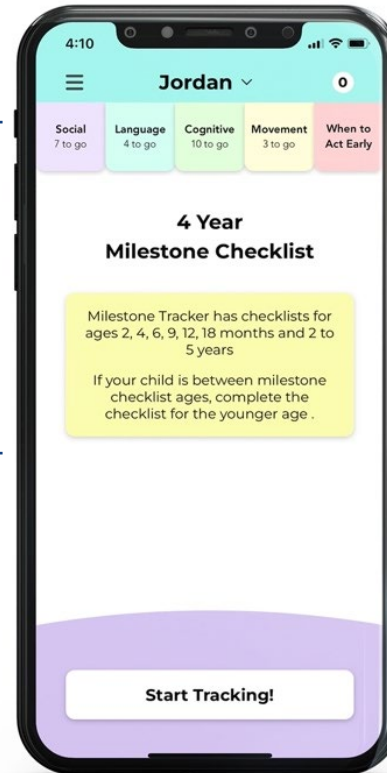 4:10
Jordan
0
Social
7 to go
Language
4 to go
Cognitive
10 to go
Movement
3 to go
When to
Act Early
4 Year
Milestone Checklist
Milestone Tracker has checklists for
ages 2, 4, 6, 9, 12, 18 months and 2 to
5 years
If your child is between milestone
checklist ages, complete the
checklist for the younger age .
Start Tracking!